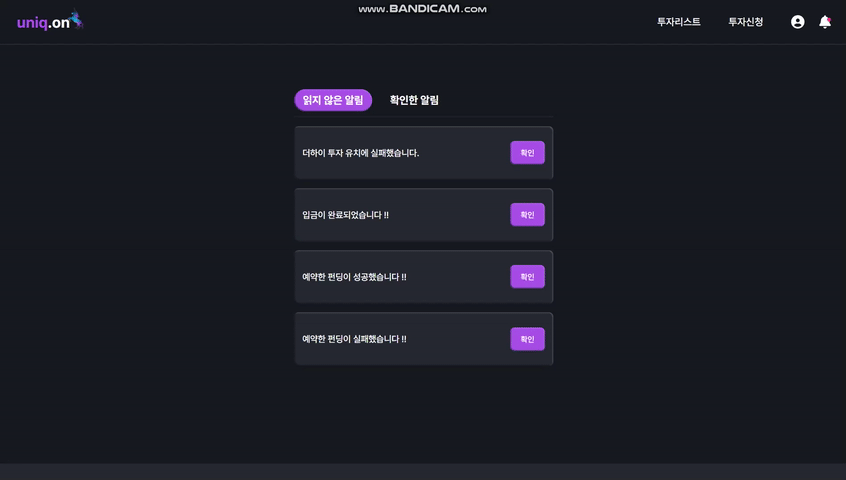 www.BANDICAM.com
uniq.on
투자리스트
투자신청
읽지 않은 알림
확인한 알림
더하이 투자 유치에 실패했습니다.
확인
입금이 완료되었습니다 !!
확인
예약한 펀딩이 성공했습니다 !!
확인
예약한 펀딩이 실패했습니다 !!
확인